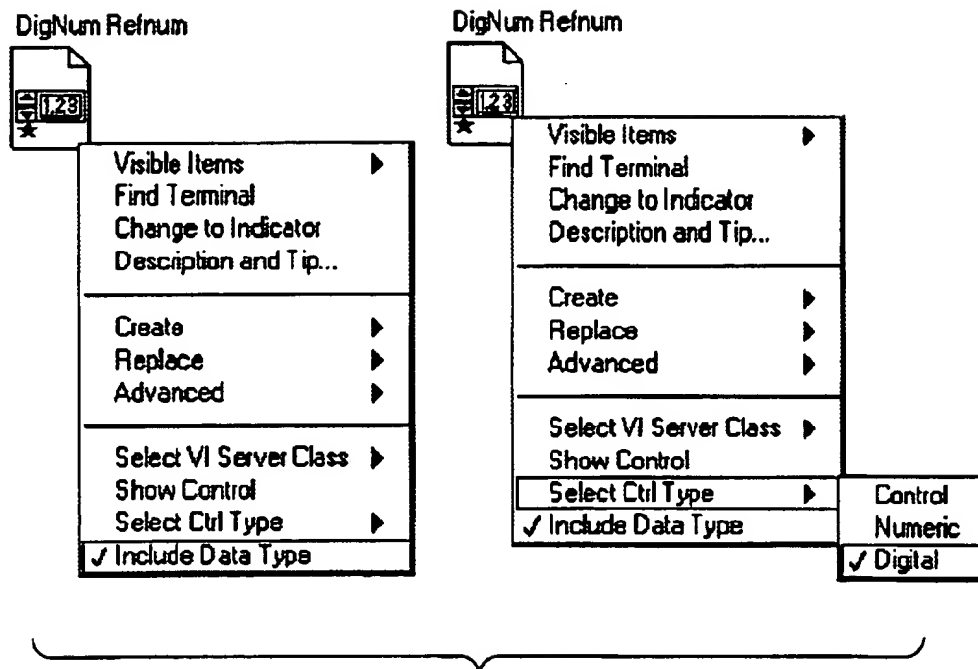 DigNum Refnum
1.23
Visible Items
Find Terminal
Change to Indicator
Description and Tip...
Create
Replace
Advanced
Select VI Server Class
Show Control
Select Ctrl Type
✓ Include Data Type
DigNum Refnum
1.23
Visible Items
Find Terminal
Change to Indicator
Description and Tip...
Create
Replace
Advanced
Select VI Server Class
Show Control
Select Ctrl Type
✓ Include Data Type
Control
Numeric
✓ Digital